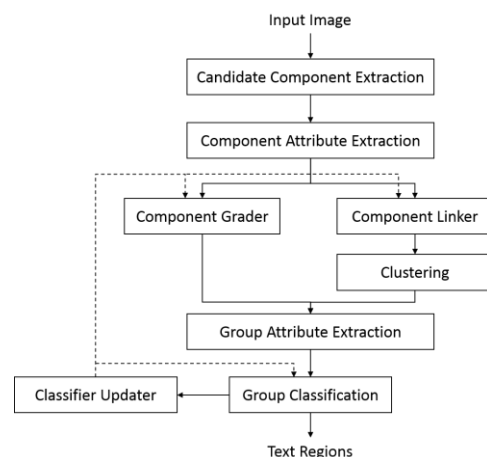 Input Image
Candidate Component Extraction
Component Attribute Extraction
Component Grader
Component Linker
Clustering
Group Attribute Extraction
Classifier Updater
Group Classification
Text Regions